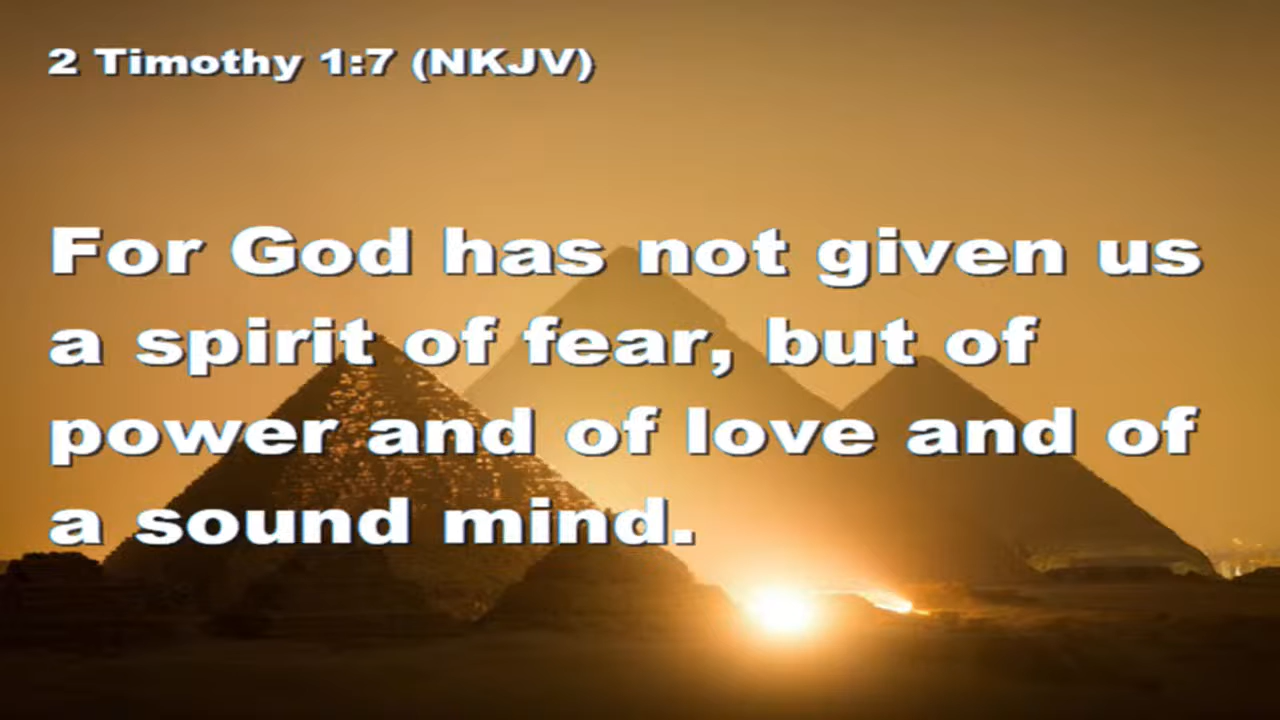 2 Timothy 1:7 (NKJV)
For God has not given us
a spirit of fear, but of
power and of love and of
a sound mind.